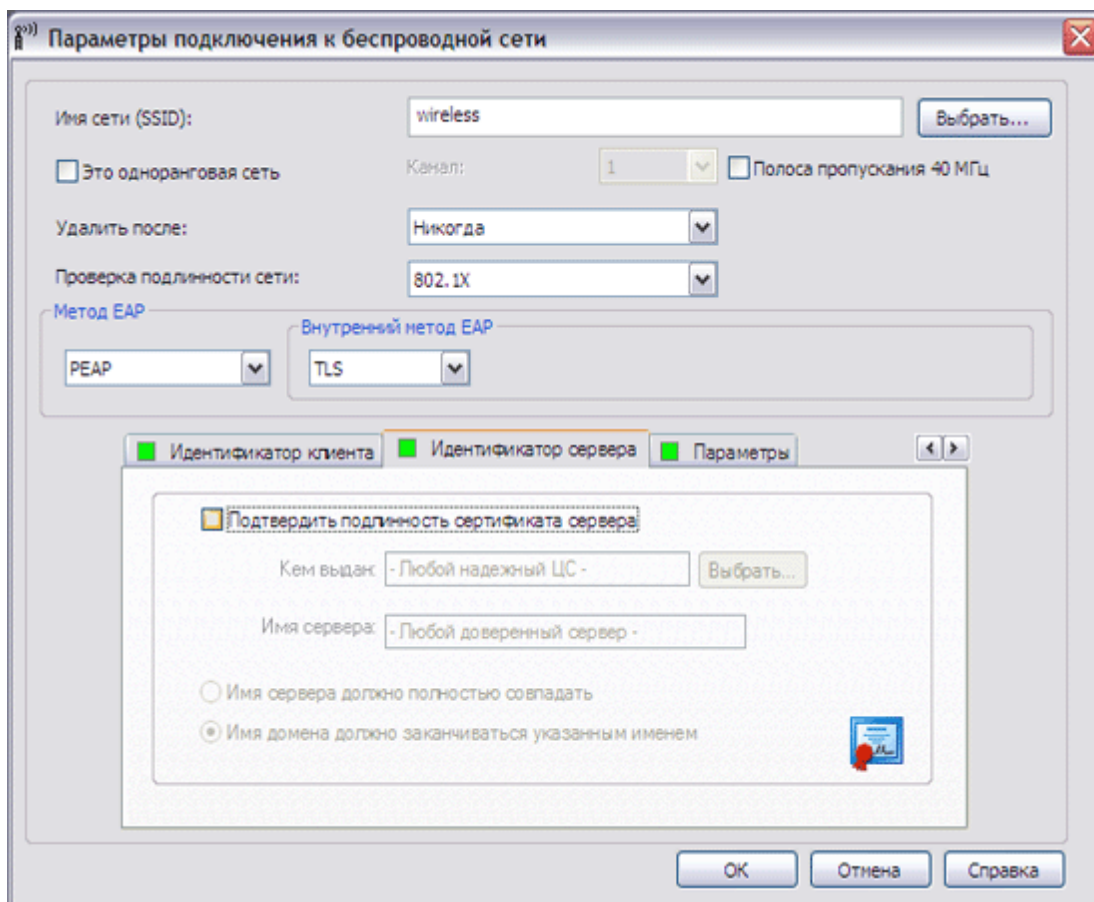 Параметры подключения к беспроводной сети
Имя сети (SSID): wireless Выбрать...
Это одноранговая сеть Канал: 1 Полоса пропускания 40 МГц
Удалить после: Никогда
Проверка подлинности сети: 802.1X
Метод EAP
Внутренний метод EAP
PEAP TLS
Идентификатор клиента Идентификатор сервера Параметры
Подтвердить подлинность сертификата сервера
Кем выдан: - Любой надежный ЦС - Выбрать...
Имя сервера: - Любой доверенный сервер -
Имя сервера должно полностью совпадать
Имя домена должно заканчиваться указанным именем
OK Отмена Справка